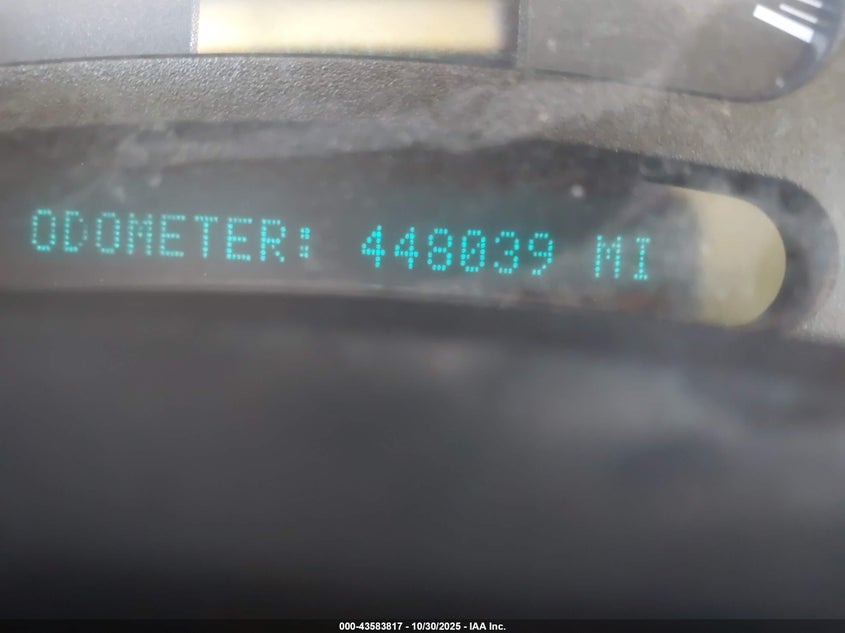 ODOMETER: 448039 MI
000-43583817 - 10/30/2025 - IAA Inc.